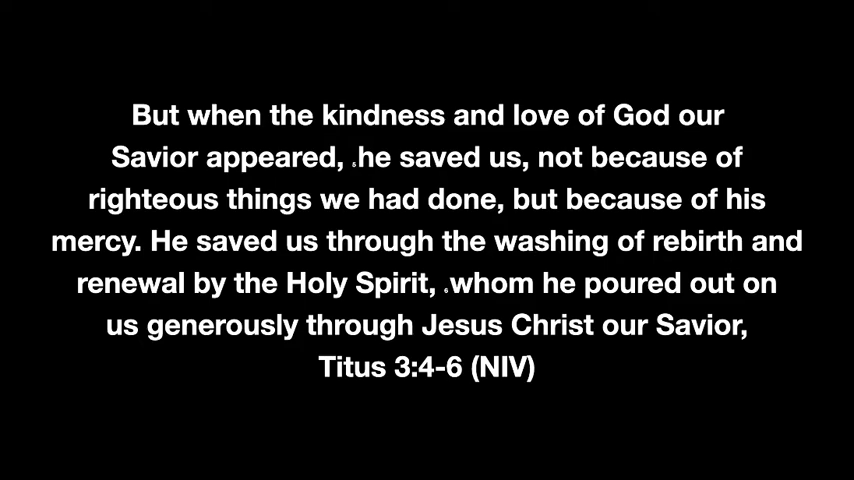 But when the kindness and love of God our
Savior appeared, he saved us, not because of
righteous things we had done, but because of his
mercy. He saved us through the washing of rebirth and
renewal by the Holy Spirit, whom he poured out on
us generously through Jesus Christ our Savior,
Titus 3:4-6 (NIV)